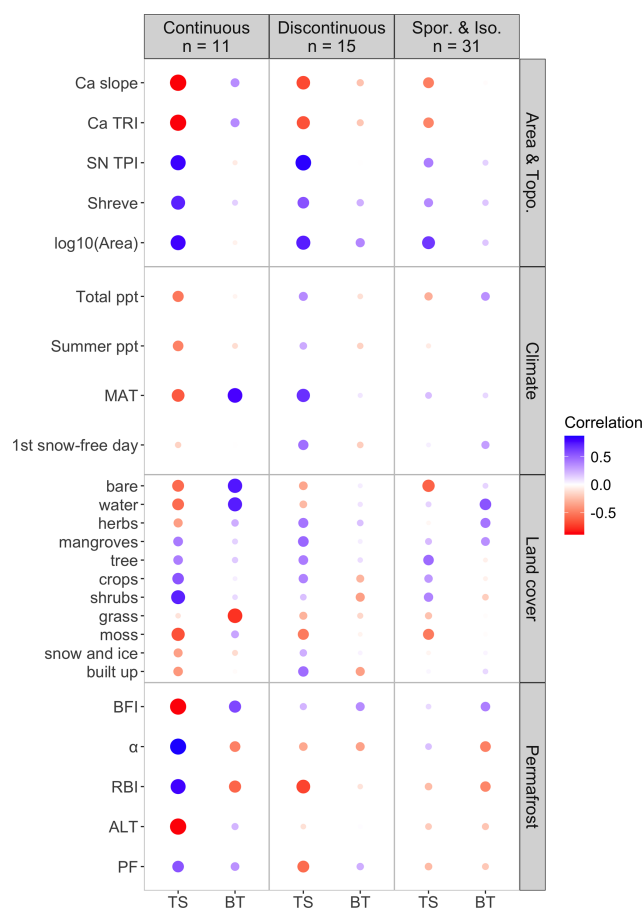 Continuous
n = 11
Discontinuous
n = 15
Spor. & Iso.
n = 31
Ca slope
Ca TRI
SN TPI
Shreve
log10(Area)
Area & Topo.
Total ppt
Summer ppt
MAT
1st snow-free day
Climate
bare
water
herbs
mangroves
tree
crops
shrubs
grass
moss
snow and ice
built up
Land cover
BFI
α
RBI
ALT
PF
Permafrost
TS BT TS BT TS BT
Correlation
0.5
0.0
-0.5